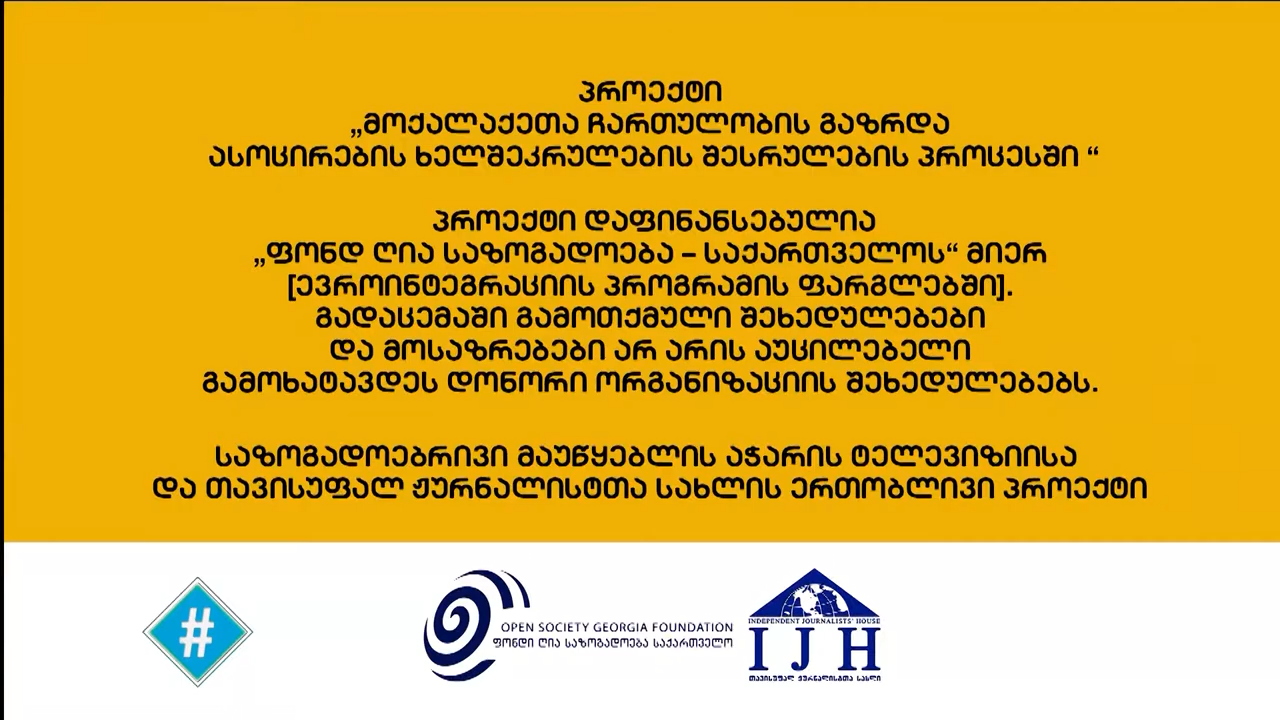 პროექტი
„მოქალაქეთა ჩართულობის გაზრდა
ასოცირების ხელშეკრულების შესრულების პროცესში “
პროექტი დაფინანსებულია
„ფონდ ღია საზოგადოება – საქართველოს“ მიერ
[ევროინტეგრაციის პროგრამის ფარგლებში].
გადაცემაში გამოთქმული შეხედულებები
და მოსაზრებები არ არის აუცილებელი
გამოხატავდეს დონორი ორგანიზაციის შეხედულებებს.
საზოგადოებრივი მაუწყებლის აჭარის ტელევიზიისა
და თავისუფალ ჟურნალისტთა სახლის ერთობლივი პროექტი
#
OPEN SOCIETY GEORGIA FOUNDATION
ფონდი ღია საზოგადოება საქართველო
INDEPENDENT JOURNALISTS' HOUSE
IJH
თავისუფალ ჟურნალისტთა სახლი